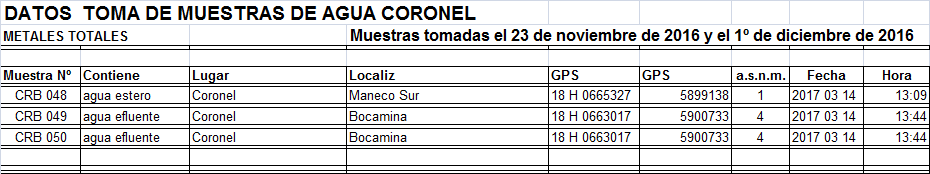 DATOS TOMA DE MUESTRAS DE AGUA CORONEL
METALES TOTALES Muestras tomadas el 23 de noviembre de 2016 y el 1º de diciembre de 2016
Muestra Nº Contiene Lugar Localiz GPS GPS a.s.n.m. Fecha Hora
CRB 048 agua estero Coronel Maneco Sur 18 H 0665327 5899138 1 2017 03 14 13:09
CRB 049 agua efluente Coronel Bocamina 18 H 0663017 5900733 4 2017 03 14 13:44
CRB 050 agua efluente Coronel Bocamina 18 H 0663017 5900733 4 2017 03 14 13:44